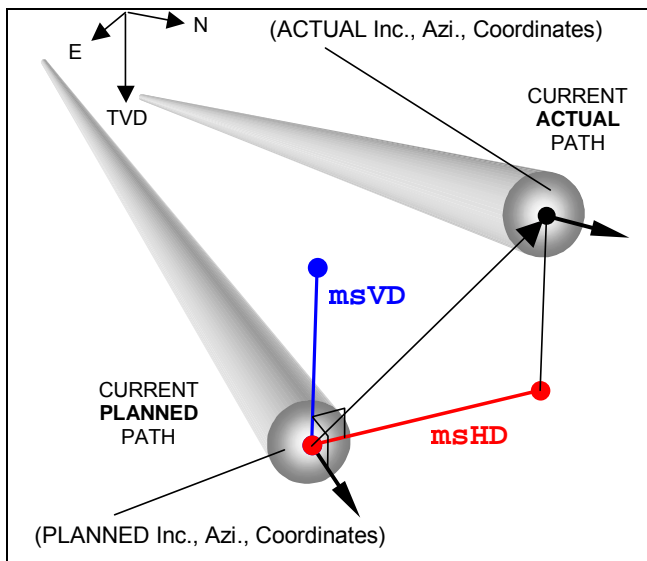 (ACTUAL Inc., Azi., Coordinates)
N
E
TVD
CURRENT
ACTUAL
PATH
msVD
CURRENT
PLANNED
PATH
msHD
(PLANNED Inc., Azi., Coordinates)